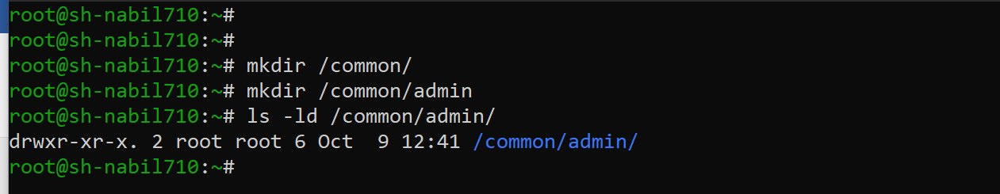 root@sh-nabil710:~#
root@sh-nabil710:~#
root@sh-nabil710:~# mkdir /common/
root@sh-nabil710:~# mkdir /common/admin
root@sh-nabil710:~# ls -ld /common/admin/
drwxr-xr-x. 2 root root 6 Oct  9 12:41 /common/admin/
root@sh-nabil710:~#